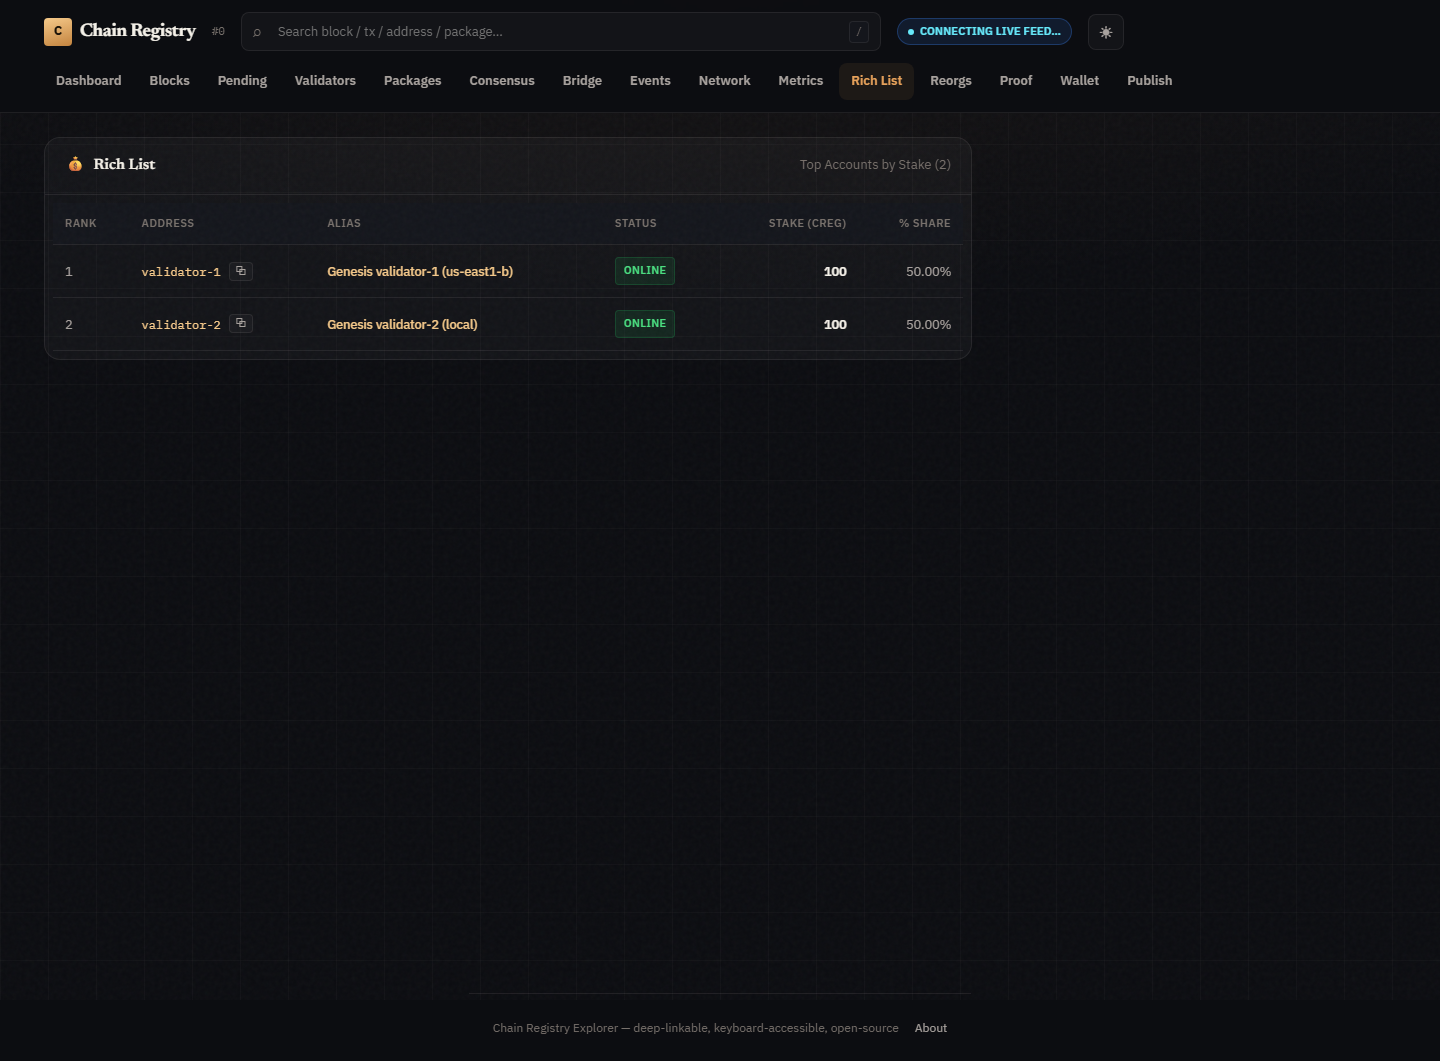 C Chain Registry #0 Search block / tx / address / package... / CONNECTING LIVE FEED...
Dashboard Blocks Pending Validators Packages Consensus Bridge Events Network Metrics Rich List Reorgs Proof Wallet Publish
Rich List Top Accounts by Stake (2)
RANK ADDRESS ALIAS STATUS STAKE (CREG) % SHARE
1 validator-1 Genesis validator-1 (us-east1-b) ONLINE 100 50.00%
2 validator-2 Genesis validator-2 (local) ONLINE 100 50.00%
Chain Registry Explorer — deep-linkable, keyboard-accessible, open-source About